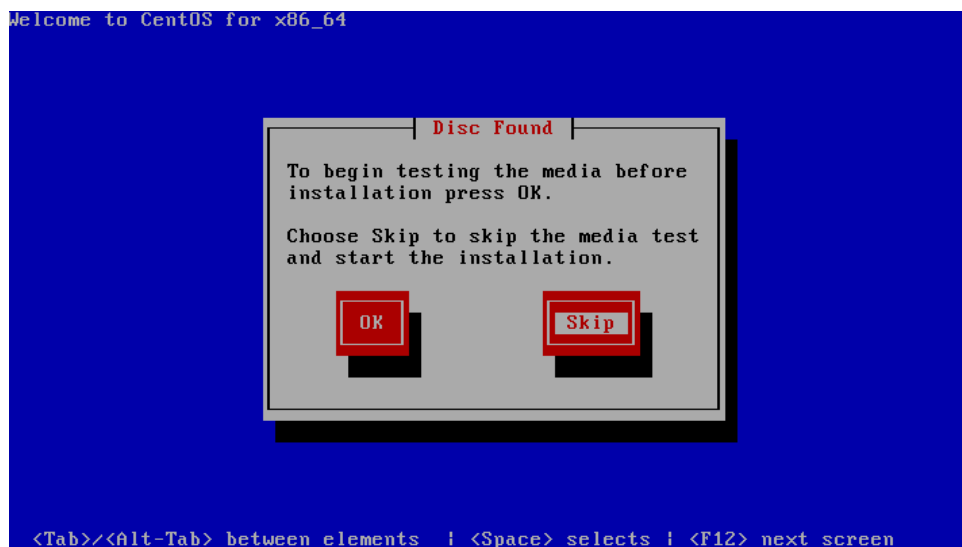 Welcome to CentOS for x86_64
Disc Found
To begin testing the media before
installation press OK.
Choose Skip to skip the media test
and start the installation.
OK Skip
<Tab>/<Alt-Tab> between elements | <Space> selects | <F12> next screen